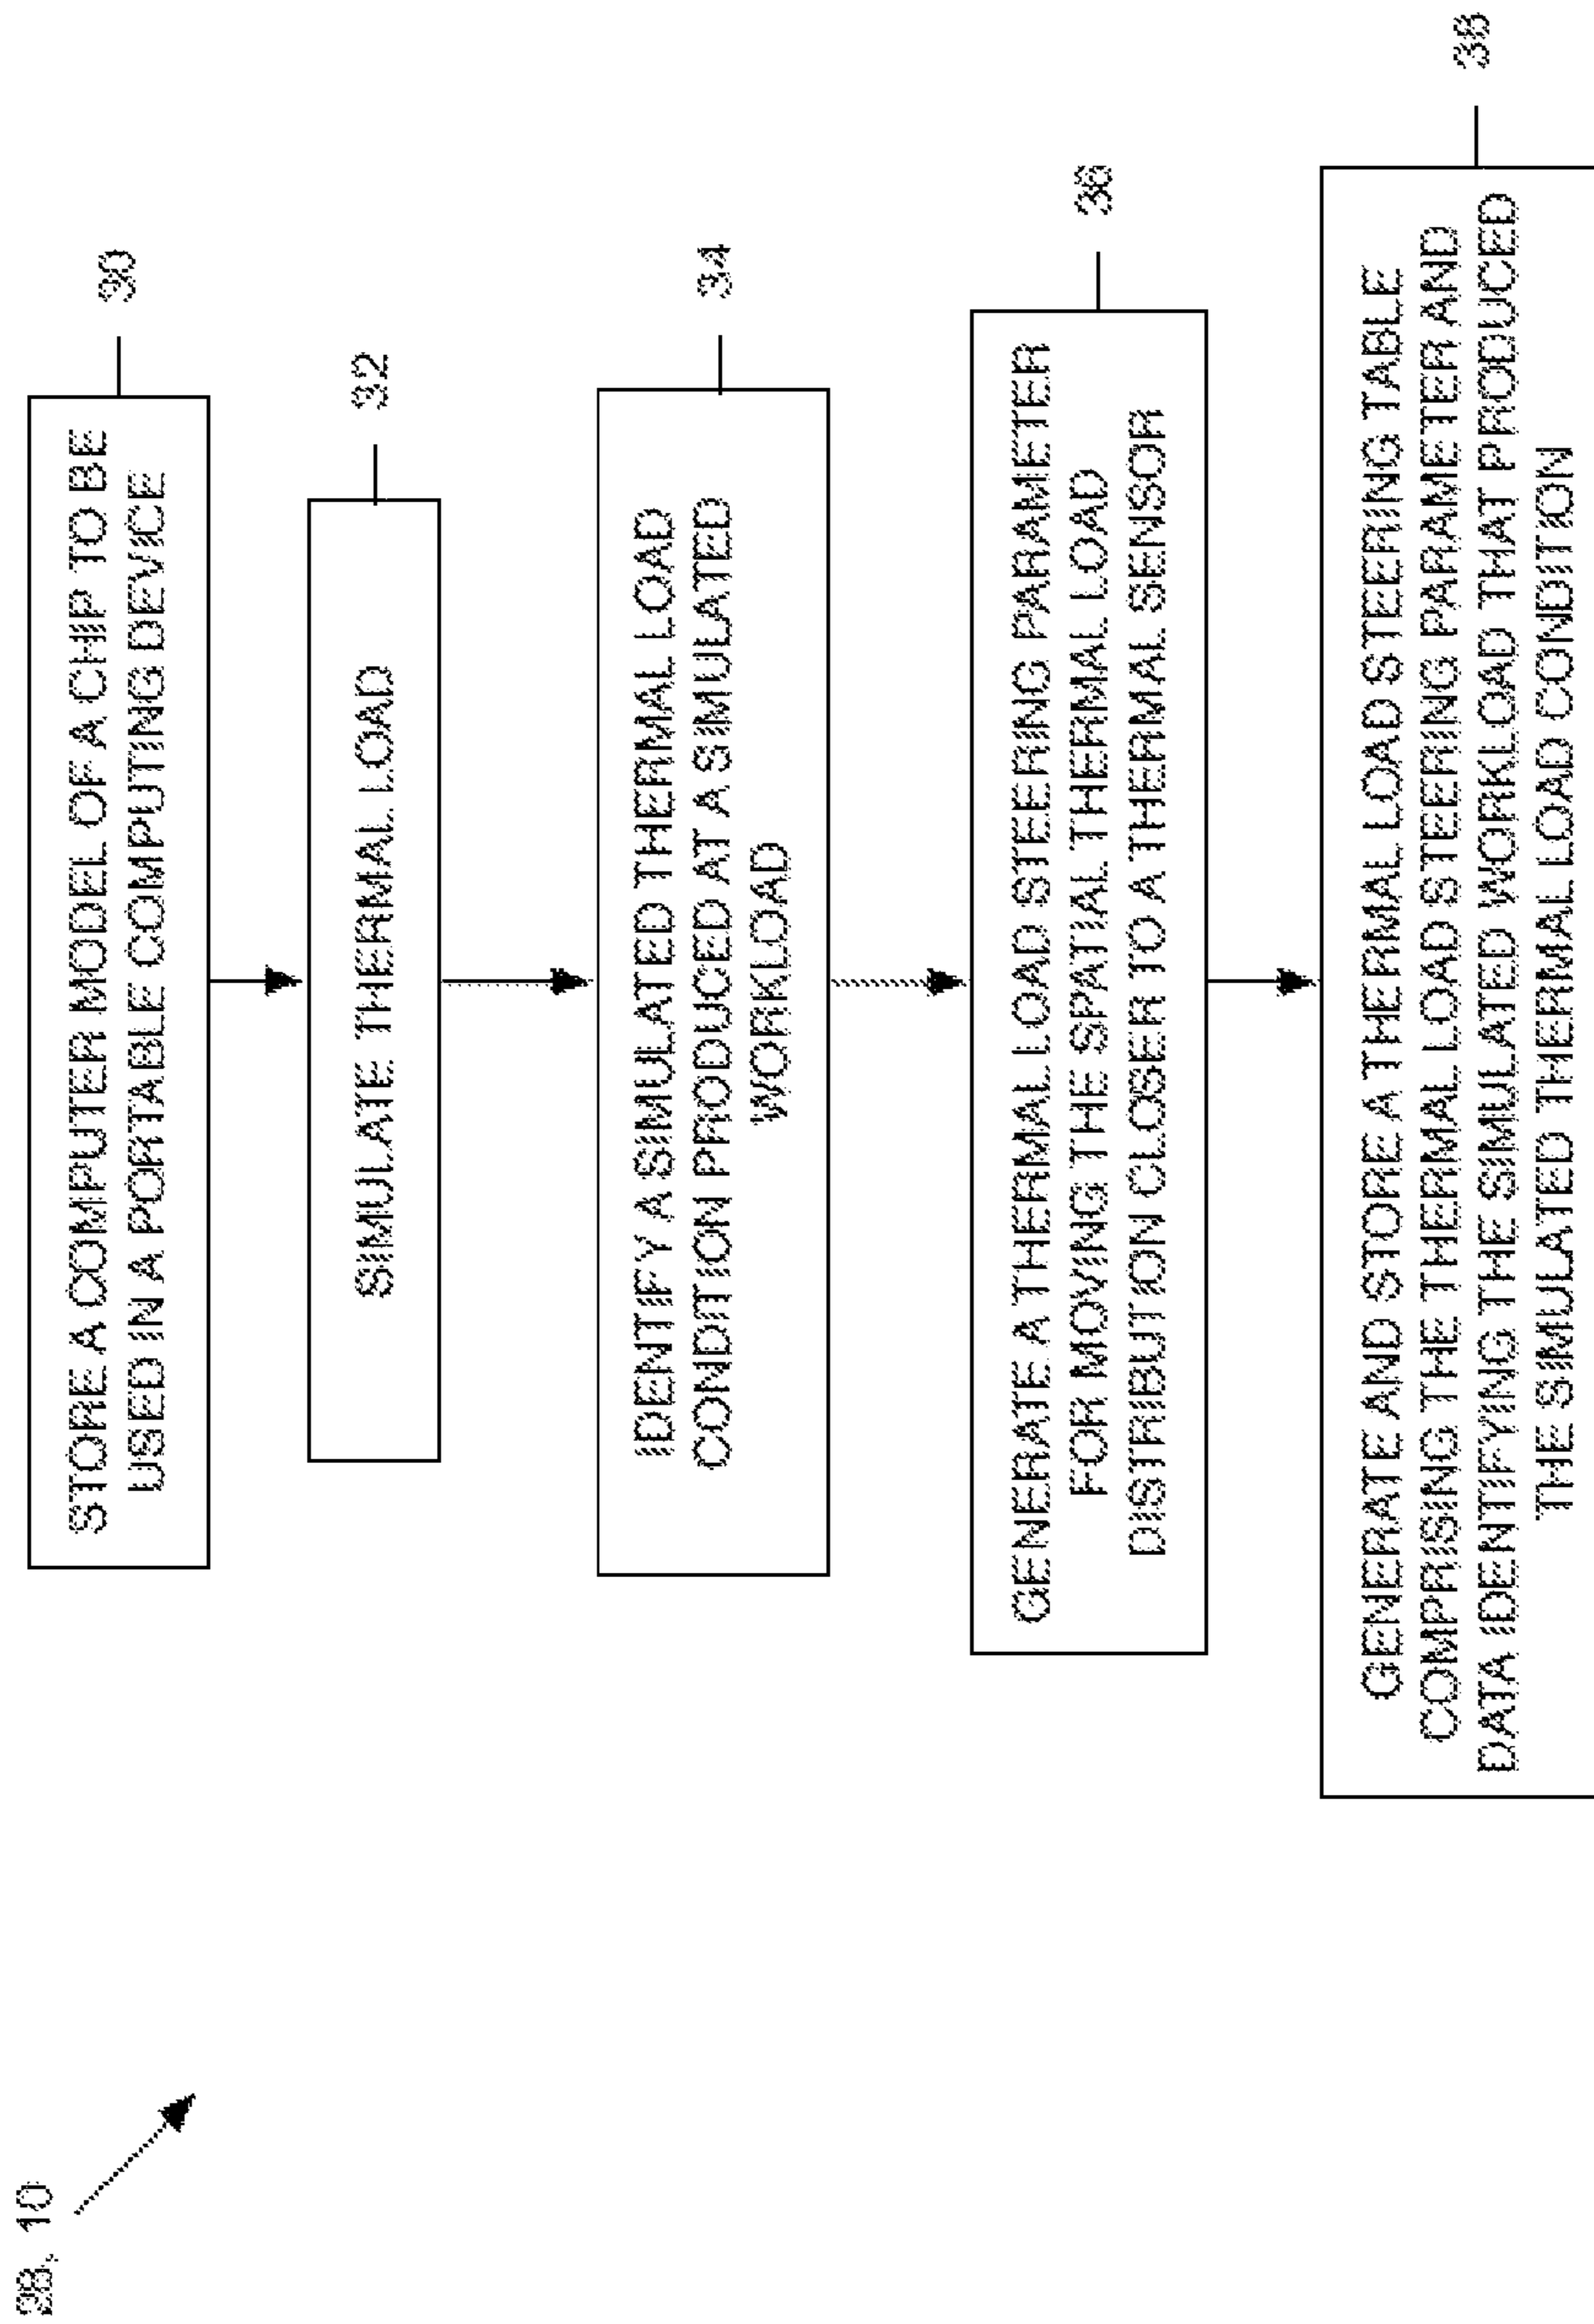 28, 10
STORE A COMPUTER MODEL OF A CHIP TO BE
USED IN A PORTABLE COMPUTING DEVICE
30
SIMULATE THERMAL LOAD
32
IDENTIFY A SIMULATED THERMAL LOAD
CONDITION PRODUCED AT A SIMULATED
WORKLOAD
34
GENERATE A THERMAL LOAD STEERING PARAMETER
FOR MOVING THE SPATIAL THERMAL LOAD
DISTRIBUTION CLOSER TO A THERMAL SENSOR
36
GENERATE AND STORE A THERMAL LOAD STEERING TABLE
COMPRISING THE THERMAL LOAD STEERING PARAMETER AND
DATA IDENTIFYING THE SIMULATED WORKLOAD THAT PRODUCED
THE SIMULATED THERMAL LOAD CONDITION
38